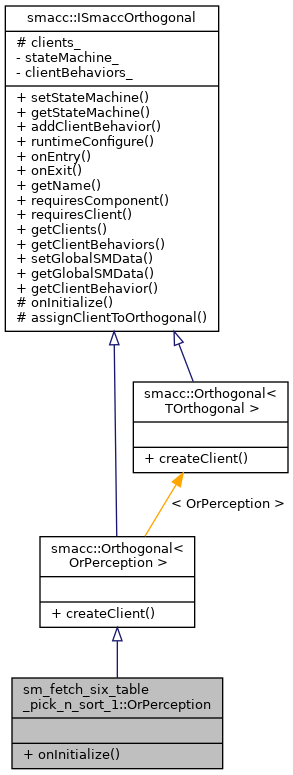 smacc::ISmaccOrthogonal
# clients_
- stateMachine_
- clientBehaviors_
+ setStateMachine()
+ getStateMachine()
+ addClientBehavior()
+ runtimeConfigure()
+ onEntry()
+ onExit()
+ getName()
+ requiresComponent()
+ requiresClient()
+ getClients()
+ getClientBehaviors()
+ setGlobalSMData()
+ getGlobalSMData()
+ getClientBehavior()
# onInitialize()
# assignClientToOrthogonal()
smacc::Orthogonal<
TOrthogonal >
+ createClient()
< OrPerception >
smacc::Orthogonal<
OrPerception >
+ createClient()
sm_fetch_six_table
_pick_n_sort_1::OrPerception
+ onInitialize()